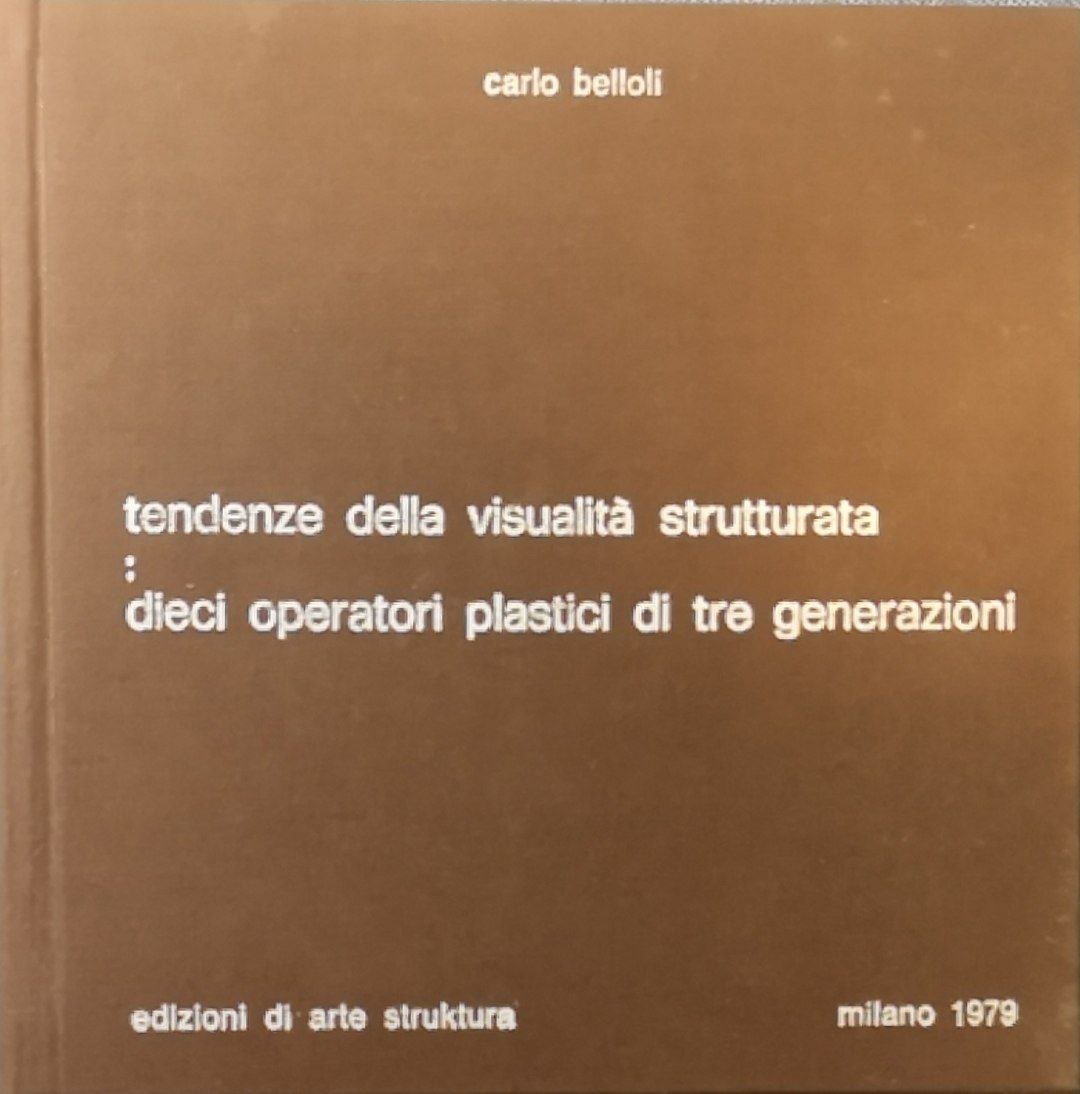 carlo belloli
tendenze della visualità strutturata
:
dieci operatori plastici di tre generazioni
edizioni di arte struktura
milano 1979